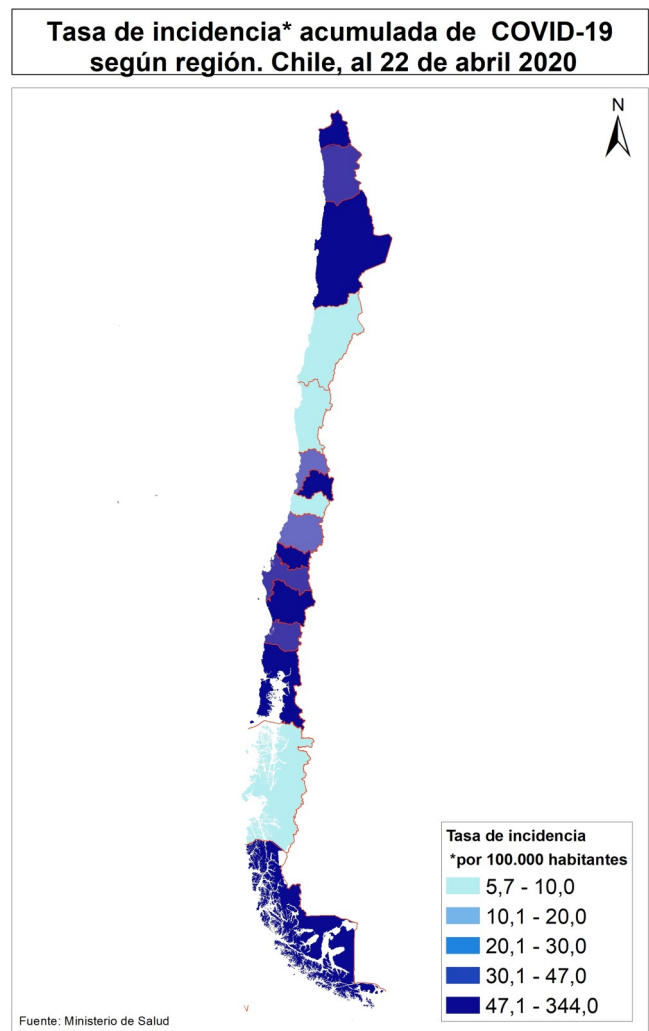 Tasa de incidencia* acumulada de COVID-19
según región. Chile, al 22 de abril 2020
N
Tasa de incidencia
*por 100.000 habitantes
5,7 - 10,0
10,1 - 20,0
20,1 - 30,0
30,1 - 47,0
47,1 - 344,0
Fuente: Ministerio de Salud